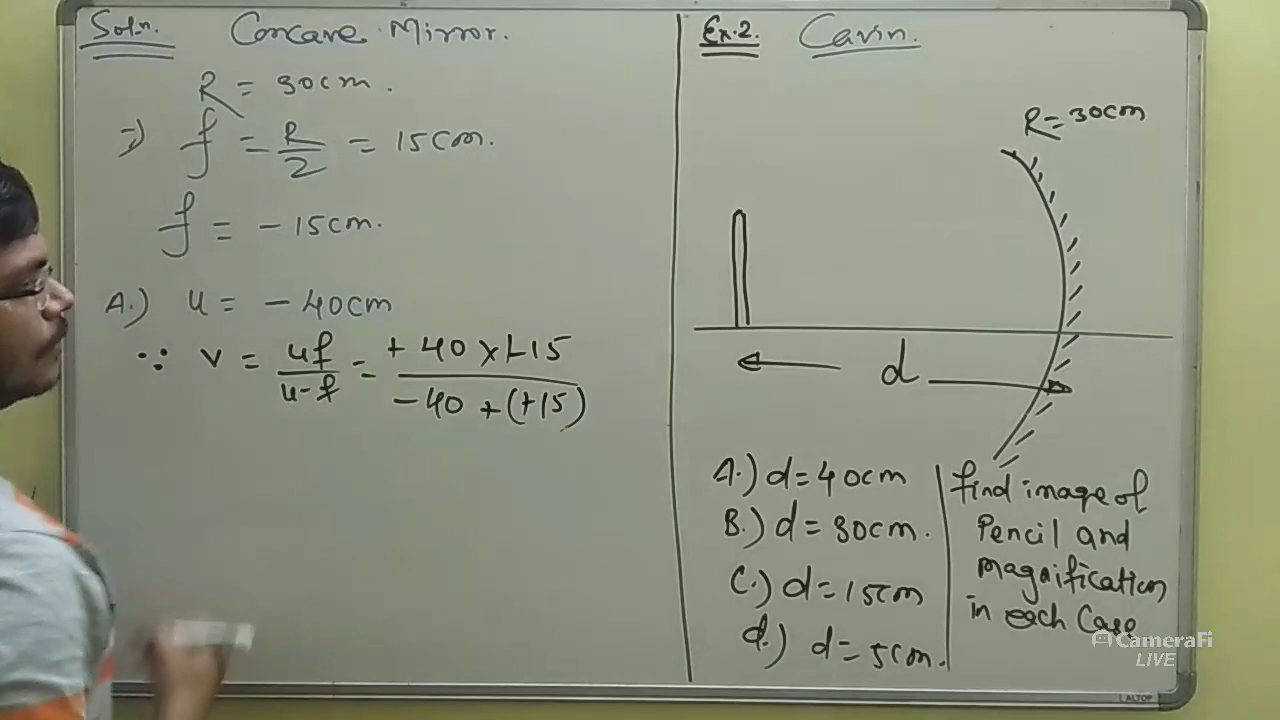 Soln. Concave Mirror.
R = 30cm.
=) f = R/2 = 15cm.
f = - 15cm.
A.) u = - 40cm
∵ v = uf/u-f = + 40 x +15/- 40 + (+15)
Ex.2. Cavin.
R=30cm
d
A.) d=40cm
B.) d=30cm.
C.) d=15cm
d.) d=5cm.
find image of
Pencil and
magnification
in each Case
CameraFi
LIVE
ALTOP